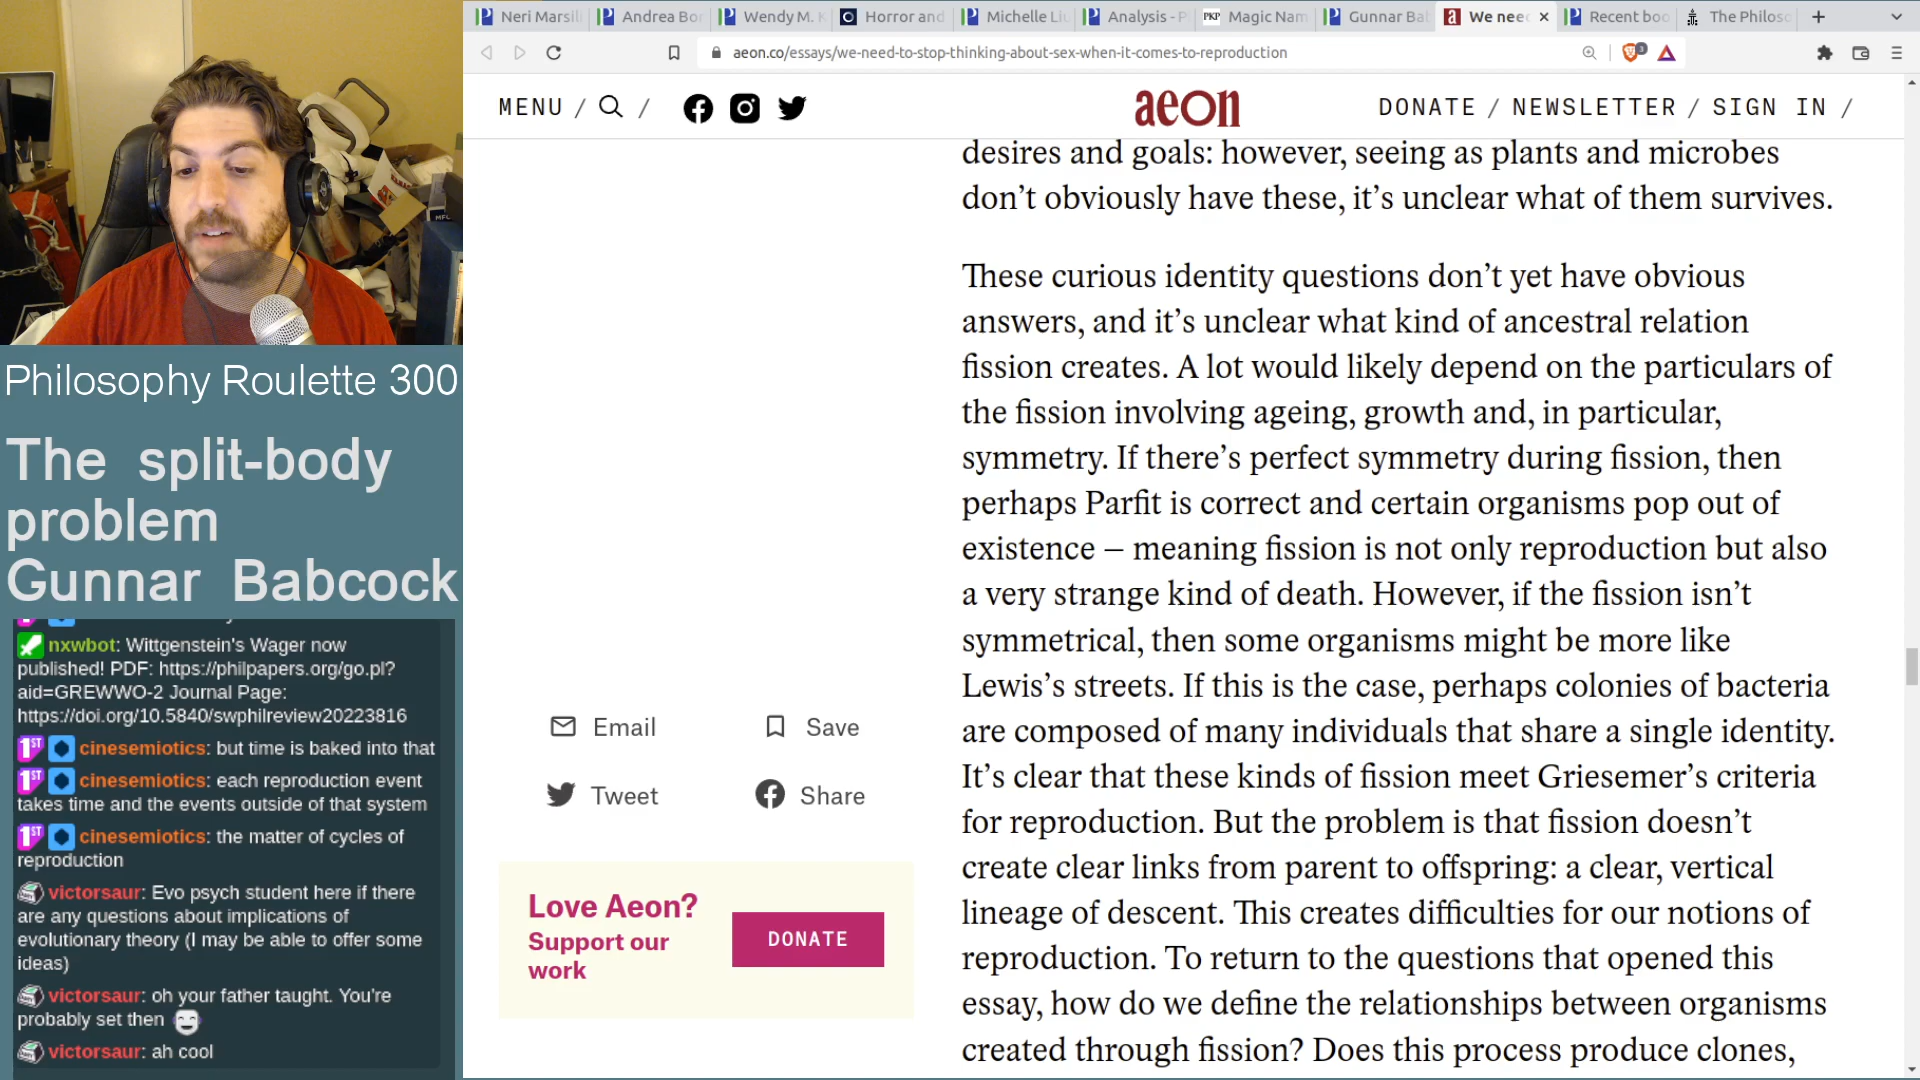 Neri Marsil
Andrea Bor
Wendy M. K
Horror and
Michelle Liu
Analysis - P
PKP Magic Nam
Gunnar Bab
a We need
Recent boo
The Philoso
aeon.co/essays/we-need-to-stop-thinking-about-sex-when-it-comes-to-reproduction
MENU / /
aeon
DONATE / NEWSLETTER / SIGN IN /
desires and goals: however, seeing as plants and microbes
don’t obviously have these, it’s unclear what of them survives.
These curious identity questions don’t yet have obvious
answers, and it’s unclear what kind of ancestral relation
fission creates. A lot would likely depend on the particulars of
the fission involving ageing, growth and, in particular,
symmetry. If there’s perfect symmetry during fission, then
perhaps Parfit is correct and certain organisms pop out of
existence – meaning fission is not only reproduction but also
a very strange kind of death. However, if the fission isn’t
symmetrical, then some organisms might be more like
Lewis’s streets. If this is the case, perhaps colonies of bacteria
are composed of many individuals that share a single identity.
It’s clear that these kinds of fission meet Griesemer’s criteria
for reproduction. But the problem is that fission doesn’t
create clear links from parent to offspring: a clear, vertical
lineage of descent. This creates difficulties for our notions of
reproduction. To return to the questions that opened this
essay, how do we define the relationships between organisms
created through fission? Does this process produce clones,
Email
Save
Tweet
Share
Love Aeon?
Support our
work
DONATE
Philosophy Roulette 300
The split-body
problem
Gunnar Babcock
nxwbot: Wittgenstein's Wager now
published! PDF: https://philpapers.org/go.pl?
aid=GREWWO-2 Journal Page:
https://doi.org/10.5840/swphilreview20223816
1ST cinesemiotics: but time is baked into that
1ST cinesemiotics: each reproduction event
takes time and the events outside of that system
1ST cinesemiotics: the matter of cycles of
reproduction
victorsaur: Evo psych student here if there
are any questions about implications of
evolutionary theory (I may be able to offer some
ideas)
victorsaur: oh your father taught. You're
probably set then
victorsaur: ah cool